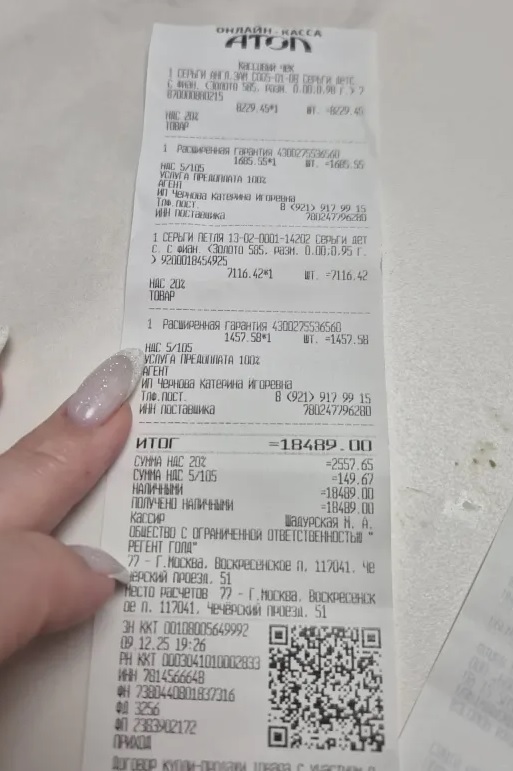 ОНЛАЙН-КАССА
АТОЛ
Кассовый чек
1 СЕРЬГИ АНГЛ.ЗАМ С005-01-08 СЕРЬГИ ДЕТС
С ФИАН. (ЗОЛОТО 585, РАЗМ. 0.00,0.98 Г.> 7
870000880215
8229.45*1 ШТ. =8229.45
НДС 20%
ТОВАР
1 Расширенная гарантия 4300275536560
1685.55*1 ШТ. =1685.55
НДС 5/105
УСЛУГА ПРЕДОПЛАТА 100%
АГЕНТ
ИП Чернова Катерина Игоревна
Тлф.пост. 8 (921) 917 99 15
ИНН поставщика 780247796280
1 СЕРЬГИ ПЕТЛЯ 13-02-0001-14202 СЕРЬГИ ДЕТ
С. С ФИАН. (ЗОЛОТО 585, РАЗМ. 0.00,0.95 Г.
> 9200018454925
7116.42*1 ШТ. =7116.42
НДС 20%
ТОВАР
1 Расширенная гарантия 4300275536560
1457.58*1 ШТ. =1457.58
НДС 5/105
УСЛУГА ПРЕДОПЛАТА 100%
АГЕНТ
ИП Чернова Катерина Игоревна
Тлф.пост. 8 (921) 917 99 15
ИНН поставщика 780247796280
ИТОГ =18489.00
СУММА НДС 20% =2557.65
СУММА НДС 5/105 =149.67
НАЛИЧНЫМИ =18489.00
ПОЛУЧЕНО НАЛИЧНЫМИ =18489.00
КАССИР Шадурская М. А.
ОБЩЕСТВО С ОГРАНИЧЕННОЙ ОТВЕТСТВЕННОСТЬЮ "
РЕГЕНТ ГОЛД"
77 - Г.Москва, Воскресенское п, 117041, Че
черский проезд, 51
Место расчетов 77 - Г.Москва, Воскресенск
ое п, 117041, Чечёрский проезд, 51
ЗН ККТ 00108005649992
09.12.25 19:26
РН ККТ 0003041010002833
ИНН 7814566648
ФН 7380440801837316
ФД 3256
ФП 2383902172
ПРИХОД
Договор купли-продажи товара с участием